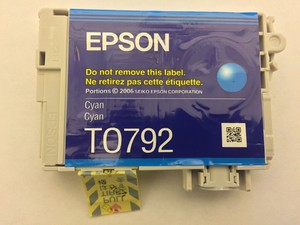 EPSON
Do not remove this label.
Ne retirez pas cette étiquette.
Portions © 2006 SEIKO EPSON CORPORATION
Cyan
Cyan
T0792